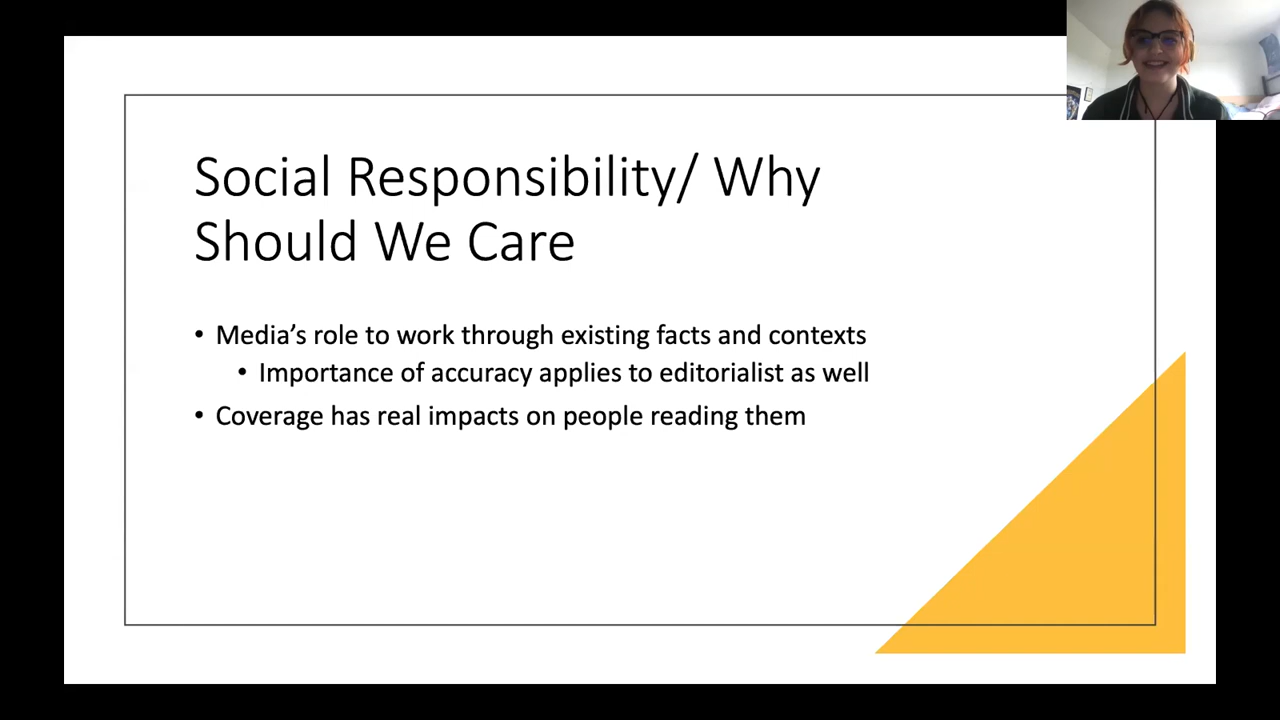 Social Responsibility/ Why
Should We Care
• Media’s role to work through existing facts and contexts
• Importance of accuracy applies to editorialist as well
• Coverage has real impacts on people reading them